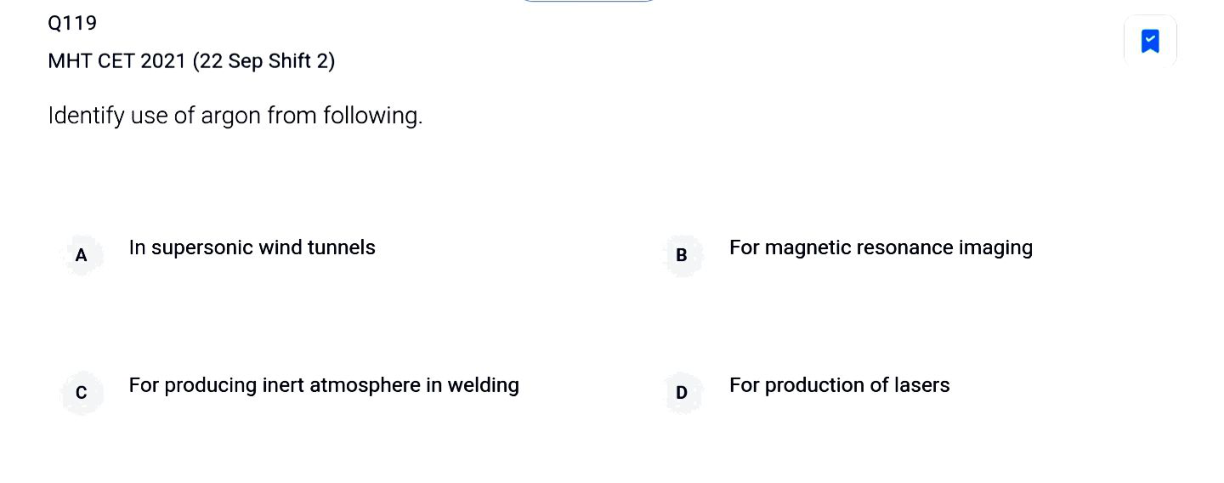 Q119
MHT CET 2021 (22 Sep Shift 2)
Identify use of argon from following.
A In supersonic wind tunnels
B For magnetic resonance imaging
C For producing inert atmosphere in welding
D For production of lasers